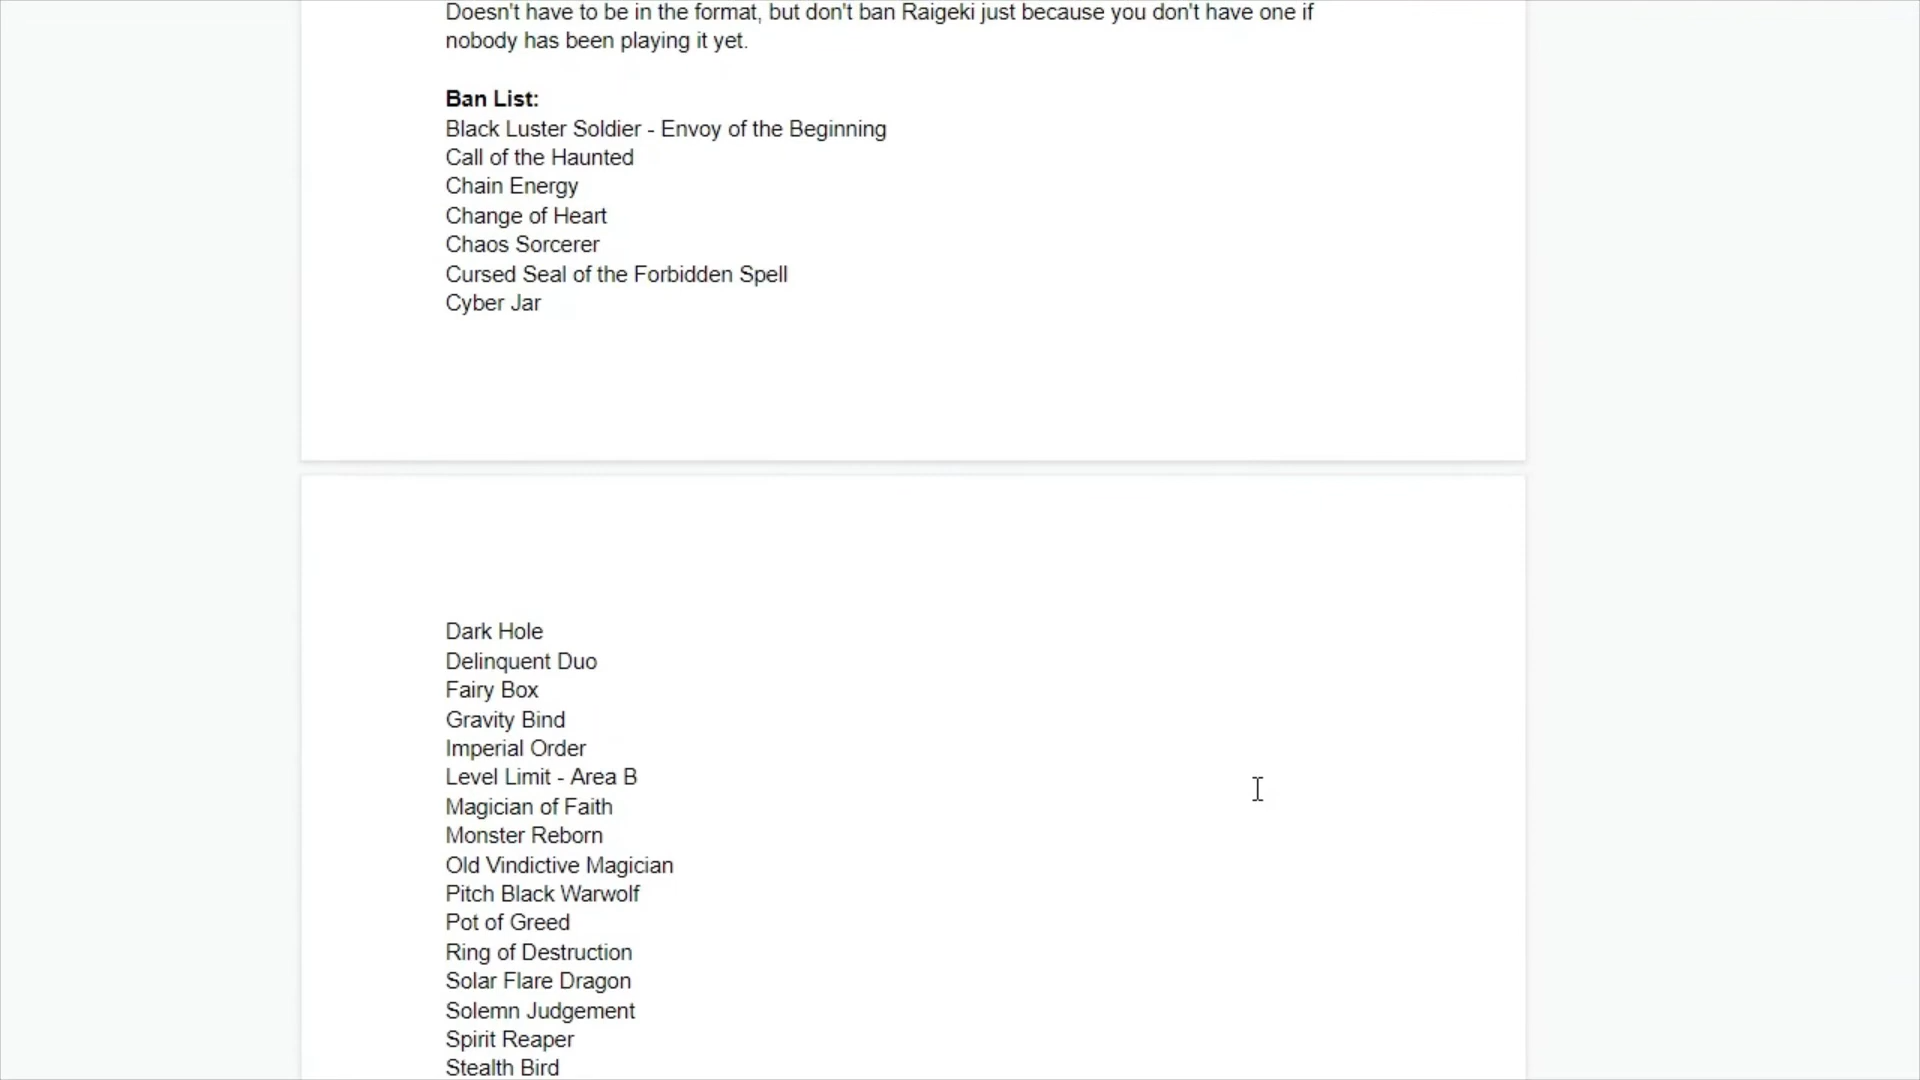 Doesn't have to be in the format, but don't ban Raigeki just because you don't have one if
nobody has been playing it yet.
Ban List:
Black Luster Soldier - Envoy of the Beginning
Call of the Haunted
Chain Energy
Change of Heart
Chaos Sorcerer
Cursed Seal of the Forbidden Spell
Cyber Jar
Dark Hole
Delinquent Duo
Fairy Box
Gravity Bind
Imperial Order
Level Limit - Area B
Magician of Faith
Monster Reborn
Old Vindictive Magician
Pitch Black Warwolf
Pot of Greed
Ring of Destruction
Solar Flare Dragon
Solemn Judgement
Spirit Reaper
Stealth Bird